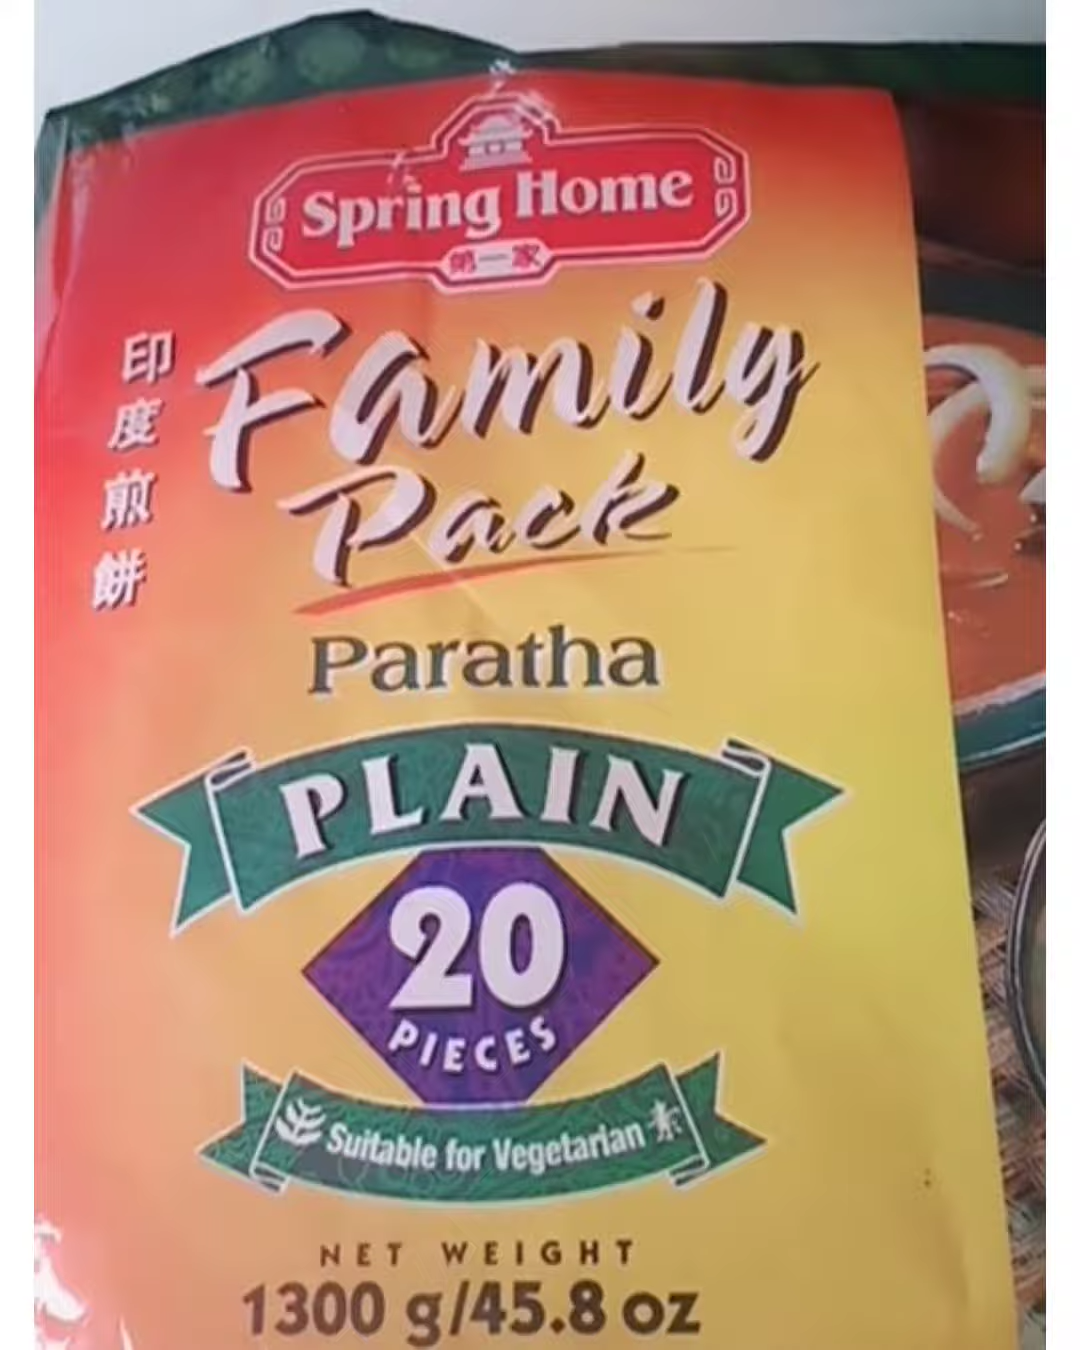 Spring Home
第一家
印度煎餅
Family
Pack
Paratha
PLAIN
20
PIECES
Suitable for Vegetarian 素
NET WEIGHT
1300 g/45.8 oz